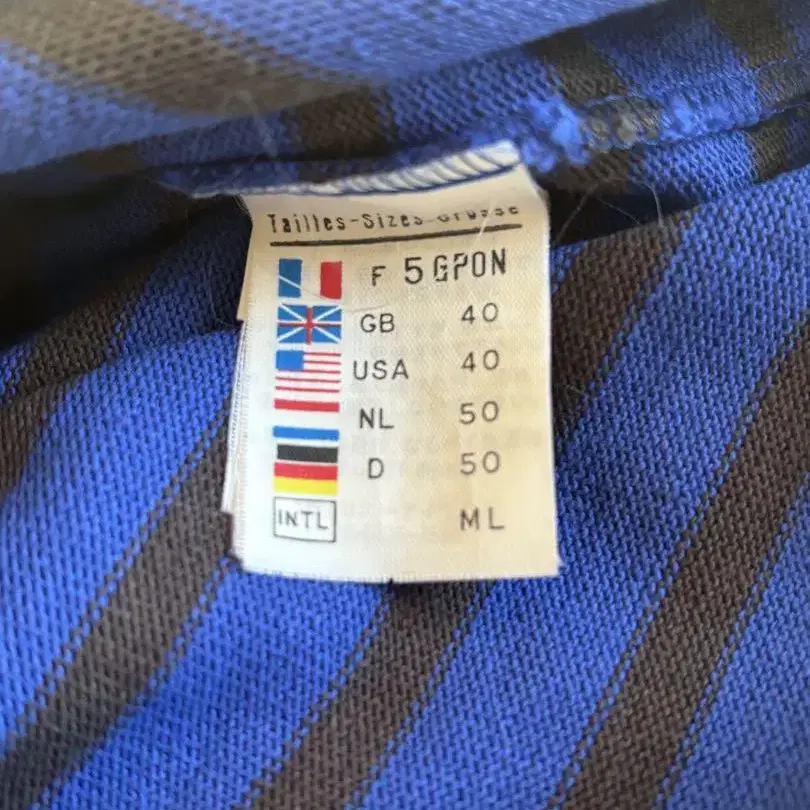 Tailles-Sizes-Grösse
F 5 GPON
GB 40
USA 40
NL 50
D 50
INTL ML